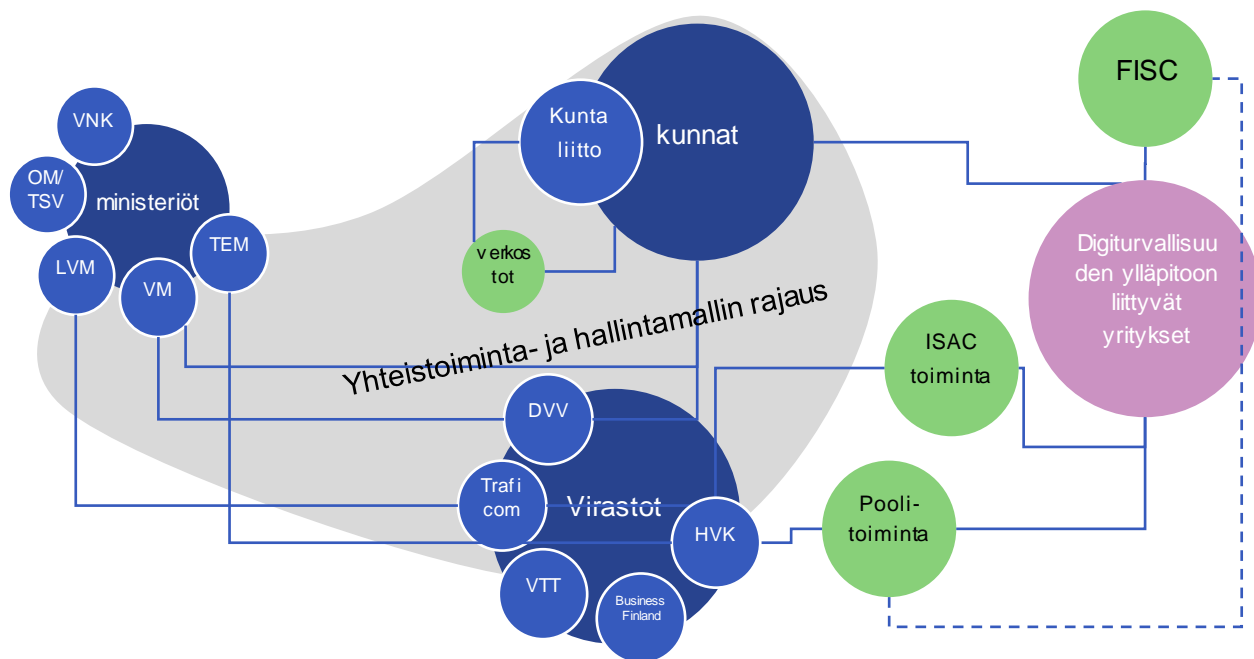 VNK
OM/
TSV
ministeriöt
TEM
LVM
VM
Kunta
liitto
kunnat
verkos
tot
FISC
Digiturvallisuu
den ylläpitoon
liittyvät
yritykset
Yhteistoiminta- ja hallintamallin rajaus
ISAC
toiminta
DVV
Trafi
com
Virastot
HVK
Pooli-
toiminta
VTT
Business
Finland